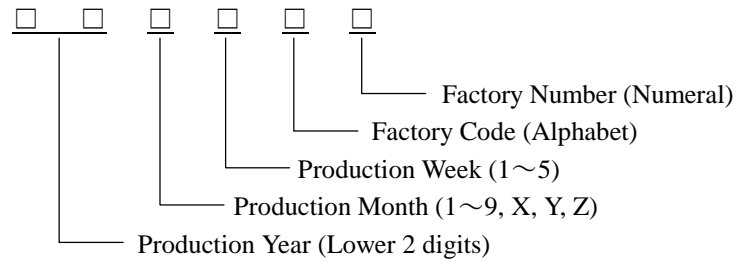 □ □ □ □ □ □
Factory Number (Numeral)
Factory Code (Alphabet)
Production Week (1～5)
Production Month (1～9, X, Y, Z)
Production Year (Lower 2 digits)